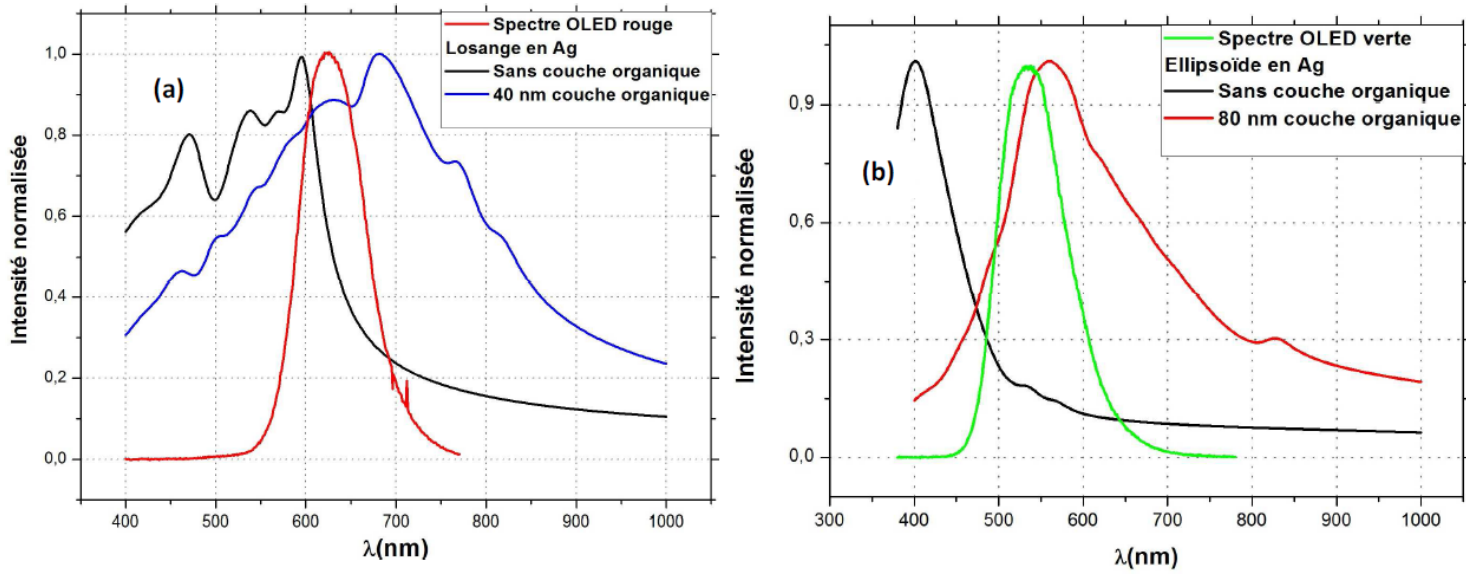 (a)
Spectre OLED rouge
Losange en Ag
Sans couche organique
40 nm couche organique
Intensité normalisée
1,0
0,8
0,6
0,4
0,2
0,0
400 500 600 700 800 900 1000
λ(nm)
(b)
Spectre OLED verte
Ellipsoïde en Ag
Sans couche organique
80 nm couche organique
Intensité normalisée
0,9
0,6
0,3
0,0
300 400 500 600 700 800 900 1000
λ(nm)